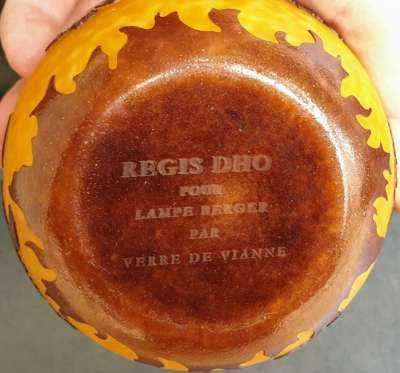 REGIS DHO
POUR
LAMPE BERGER
PAR
VERRE DE VIANNE